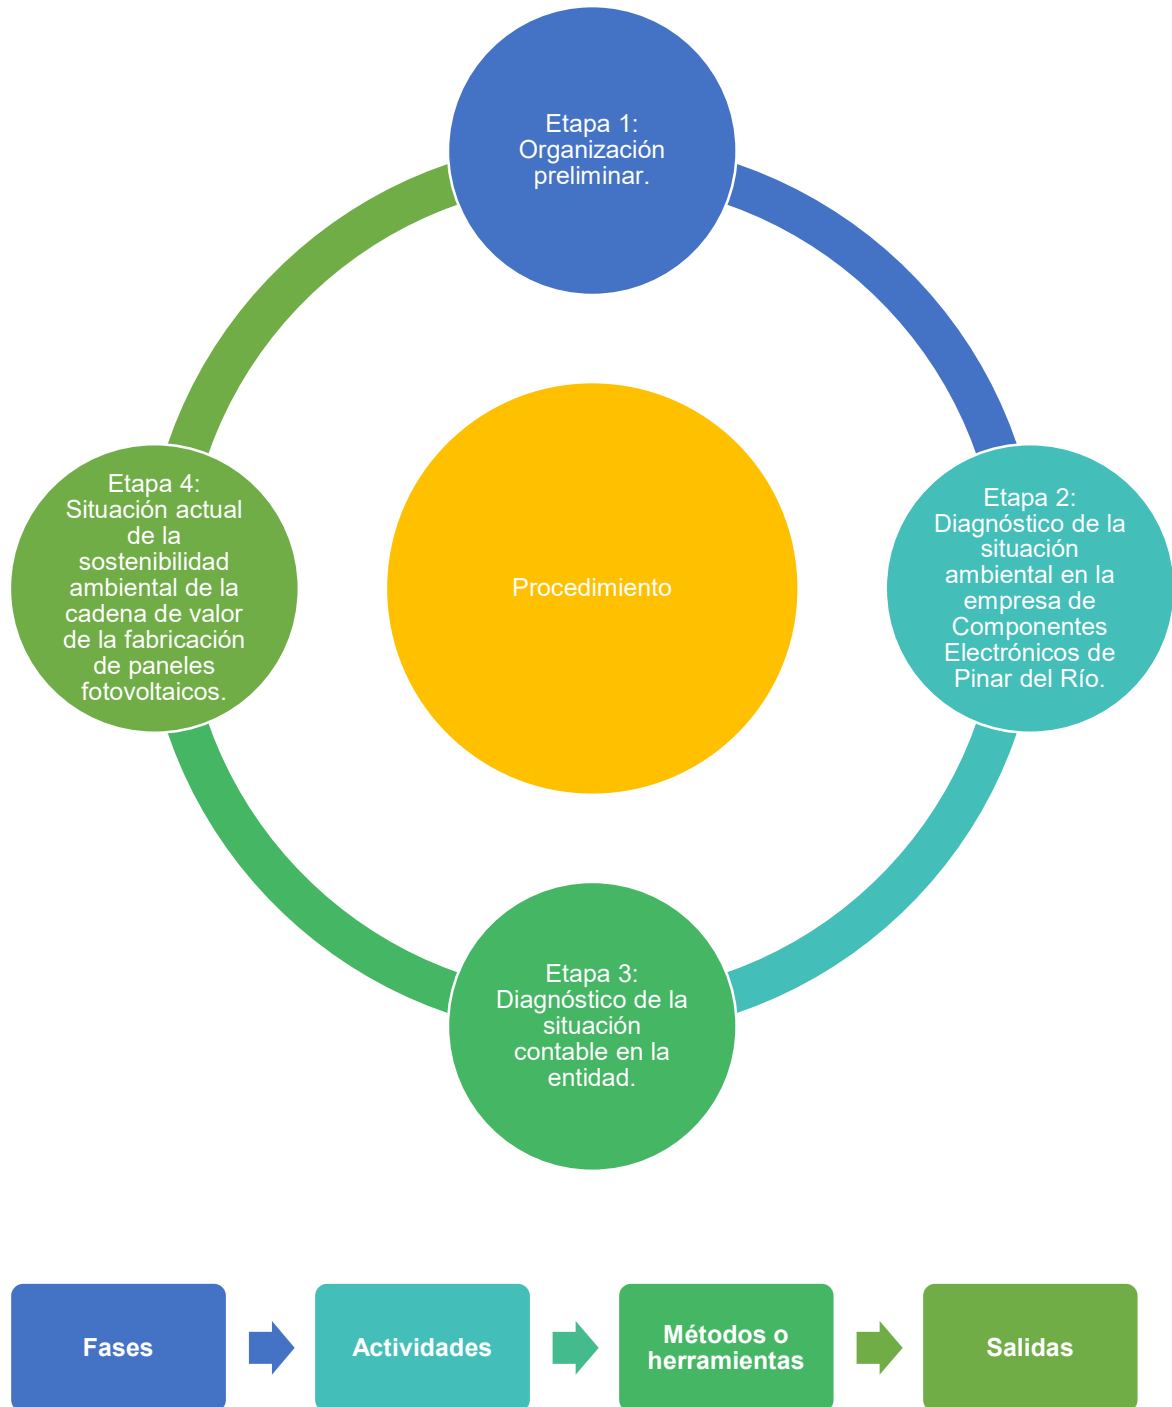 Etapa 1:
Organización
preliminar.
Etapa 2:
Diagnóstico de la
situación
ambiental en la
empresa de
Componentes
Electrónicos de
Pinar del Río.
Etapa 3:
Diagnóstico de la
situación
contable en la
entidad.
Etapa 4:
Situación actual
de la
sostenibilidad
ambiental de la
cadena de valor
de la fabricación
de paneles
fotovoltaicos.
Procedimiento
Fases
Actividades
Métodos o
herramientas
Salidas